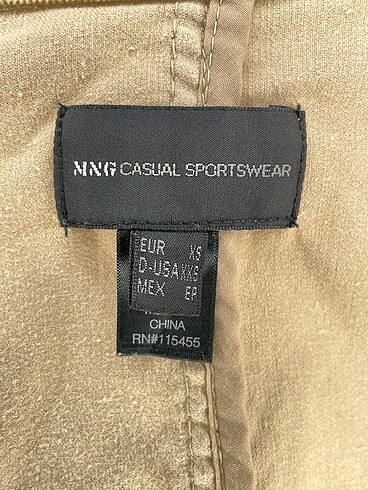 MNG CASUAL SPORTSWEAR
EUR XS
D-USA XXS
MEX EP
CHINA
RN#115455